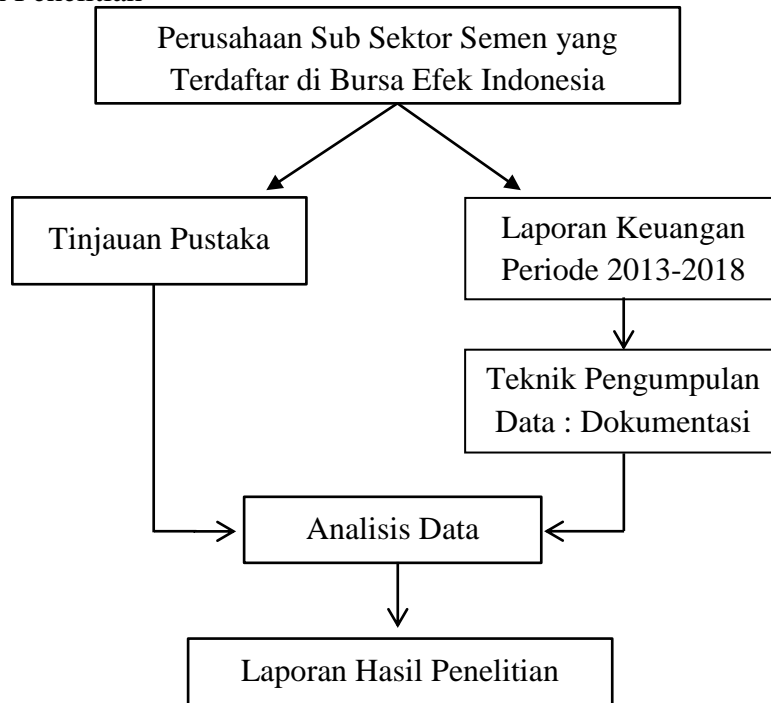 Penelitian
Perusahaan Sub Sektor Semen yang
Terdaftar di Bursa Efek Indonesia
Tinjauan Pustaka
Laporan Keuangan
Periode 2013-2018
Teknik Pengumpulan
Data : Dokumentasi
Analisis Data
Laporan Hasil Penelitian